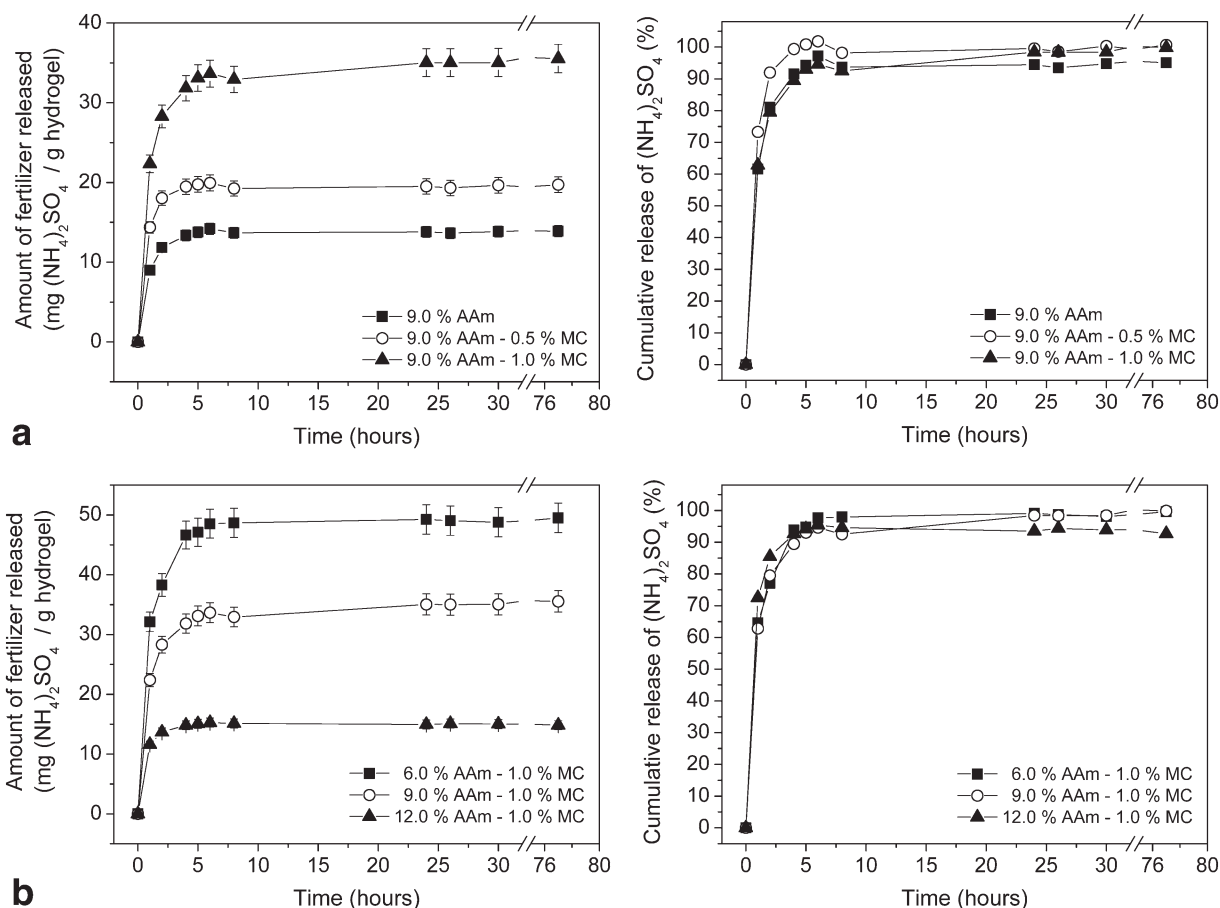 40
30
20
10
0
Amount of fertilizer released
(mg (NH4)2SO4 / g hydrogel)
9.0 % AAm
9.0 % AAm - 0.5 % MC
9.0 % AAm - 1.0 % MC
0 5 10 15 20 25 30 76 80
Time (hours)
a
100
90
80
70
60
50
40
30
20
10
0
Cumulative release of (NH4)2SO4 (%)
9.0 % AAm
9.0 % AAm - 0.5 % MC
9.0 % AAm - 1.0 % MC
0 5 10 15 20 25 30 76 80
Time (hours)
50
40
30
20
10
0
Amount of fertilizer released
(mg (NH4)2SO4 / g hydrogel)
6.0 % AAm - 1.0 % MC
9.0 % AAm - 1.0 % MC
12.0 % AAm - 1.0 % MC
0 5 10 15 20 25 30 76 80
Time (hours)
b
100
90
80
70
60
50
40
30
20
10
0
Cumulative release of (NH4)2SO4 (%)
6.0 % AAm - 1.0 % MC
9.0 % AAm - 1.0 % MC
12.0 % AAm - 1.0 % MC
0 5 10 15 20 25 30 76 80
Time (hours)